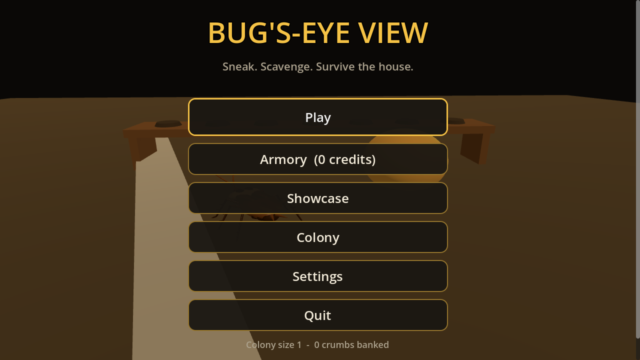 BUG'S-EYE VIEW
Sneak. Scavenge. Survive the house.
Play
Armory (0 credits)
Showcase
Colony
Settings
Quit
Colony size 1 - 0 crumbs banked